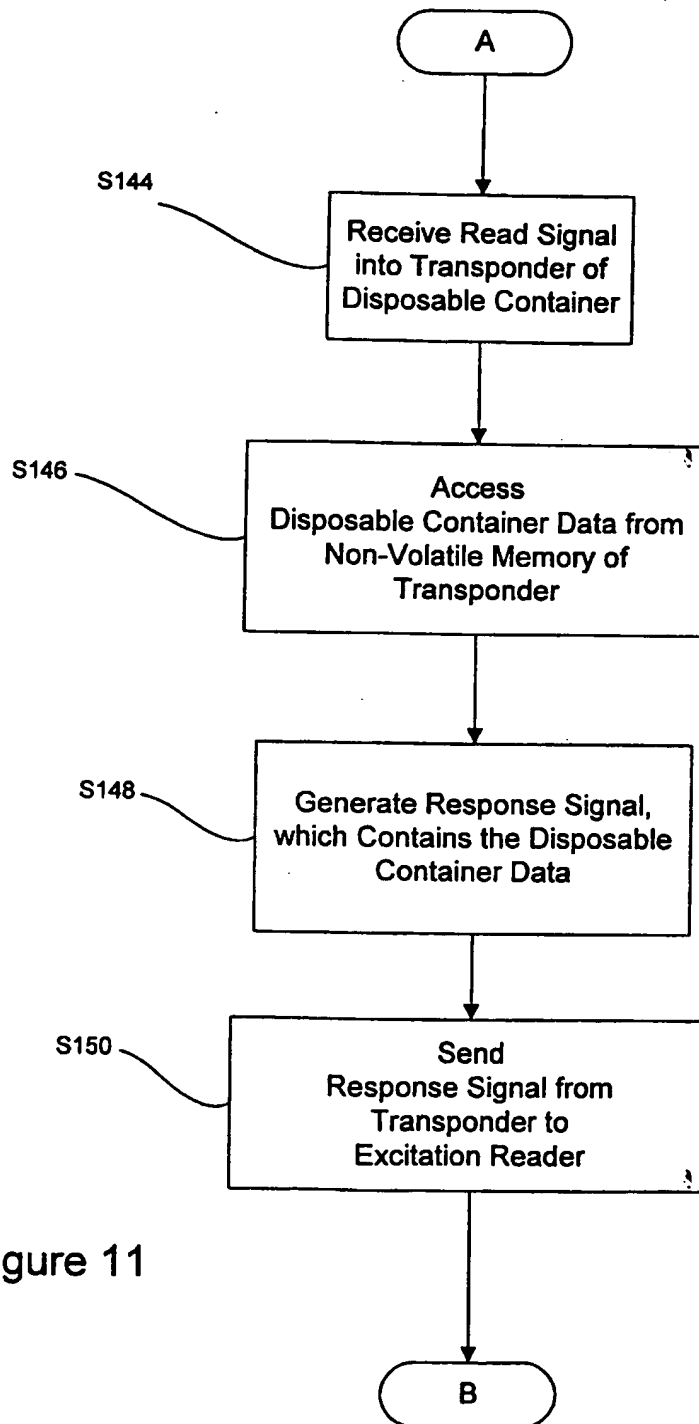 A
S144
Receive Read Signal
into Transponder of
Disposable Container
S146
Access
Disposable Container Data from
Non-Volatile Memory of
Transponder
S148
Generate Response Signal,
which Contains the Disposable
Container Data
S150
Send
Response Signal from
Transponder to
Excitation Reader
gure 11
B